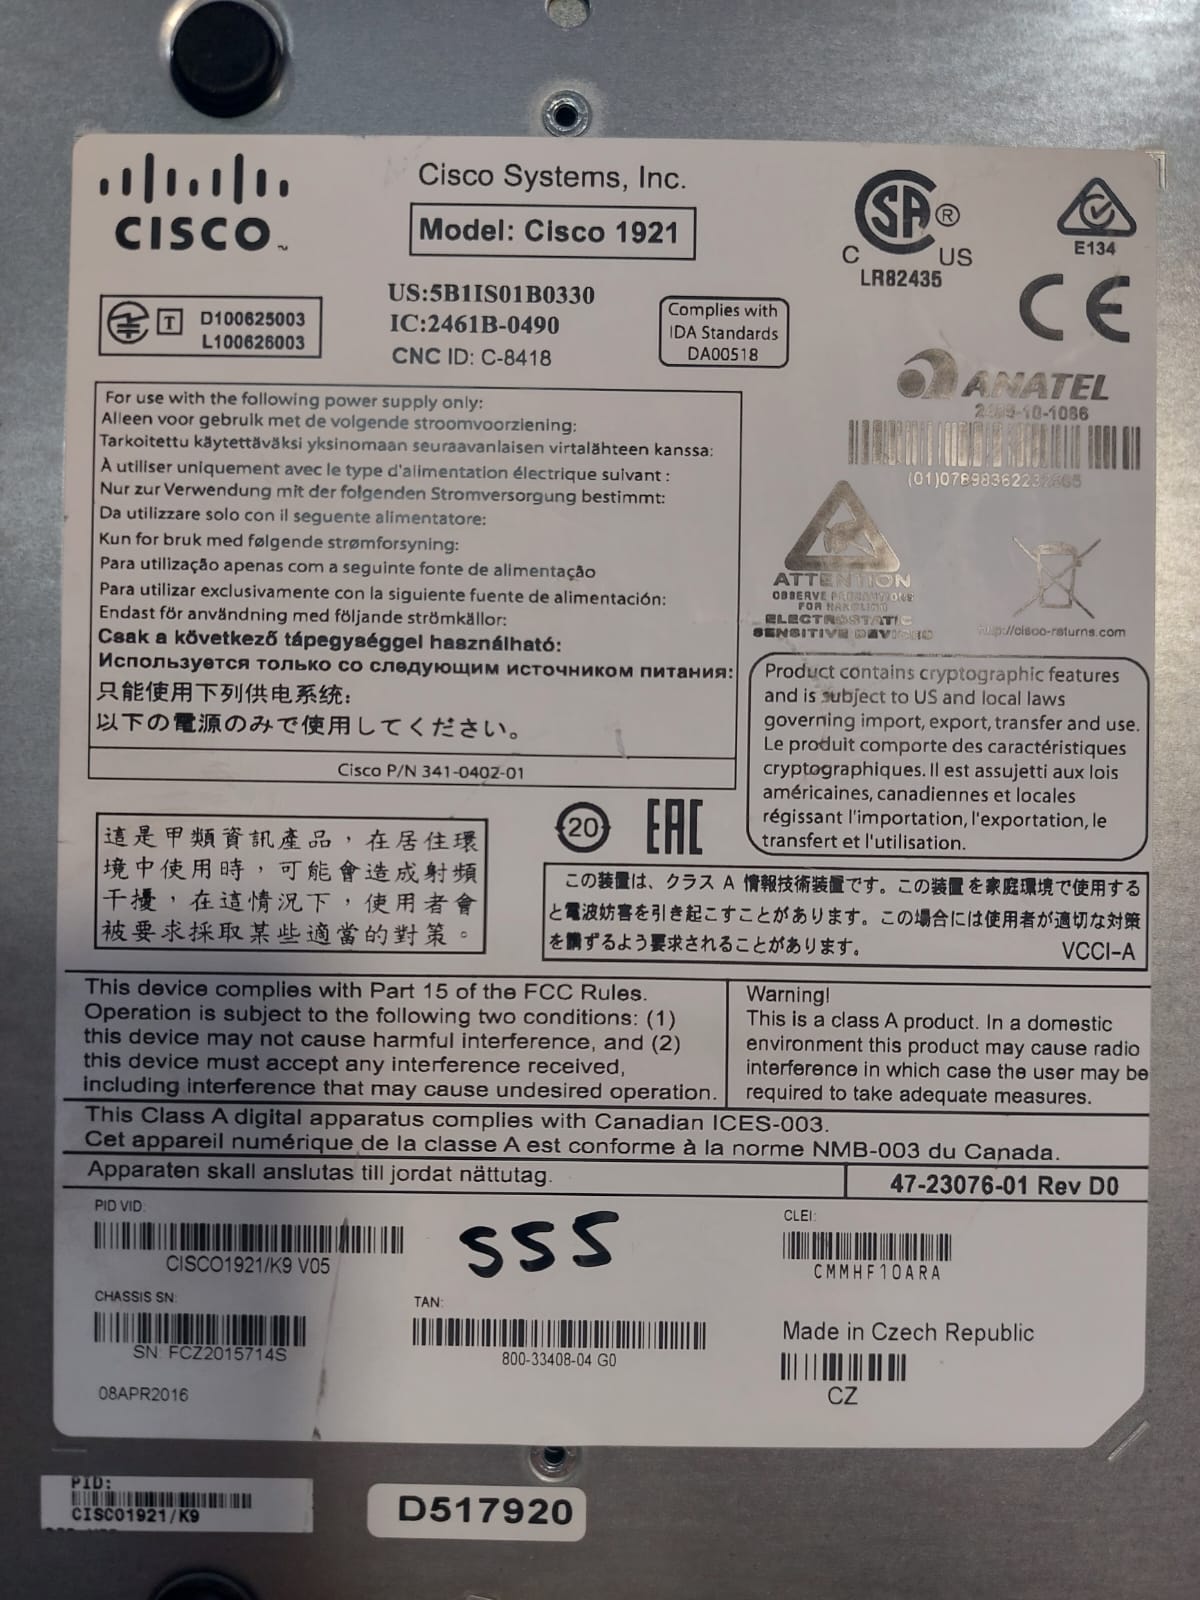 CISCO
Cisco Systems, Inc.
Model: Cisco 1921
C US
LR82435
E134
T D100625003
L100626003
US:5B1IS01B0330
IC:2461B-0490
CNC ID: C-8418
Complies with
IDA Standards
DA00518
ANATEL
For use with the following power supply only:
Alleen voor gebruik met de volgende stroomvoorziening:
Tarkoitettu käytettäväksi yksinomaan seuraavanlaisen virtalähteen kanssa:
À utiliser uniquement avec le type d'alimentation électrique suivant :
Nur zur Verwendung mit der folgenden Stromversorgung bestimmt:
Da utilizzare solo con il seguente alimentatore:
Kun for bruk med følgende strømforsyning:
Para utilização apenas com a seguinte fonte de alimentação
Para utilizar exclusivamente con la siguiente fuente de alimentación:
Endast för användning med följande strömkällor:
Csak a következő tápegységgel használható:
Используется только со следующим источником питания:
只能使用下列供电系统:
以下の電源のみで使用してください。
Cisco P/N 341-0402-01
ATTENTION
OBSERVE PRECAUTIONS
FOR HANDLING
ELECTROSTATIC
SENSITIVE DEVICES
http://cisco-returns.com
Product contains cryptographic features
and is subject to US and local laws
governing import, export, transfer and use.
Le produit comporte des caractéristiques
cryptographiques. Il est assujetti aux lois
américaines, canadiennes et locales
régissant l'importation, l'exportation, le
transfert et l'utilisation.
這是甲類資訊產品，在居住環
境中使用時，可能會造成射頻
干擾，在這情況下，使用者會
被要求採取某些適當的對策。
20
EAC
この装置は、クラス A 情報技術装置です。この装置を家庭環境で使用する
と電波妨害を引き起こすことがあります。この場合には使用者が適切な対策
を講ずるよう要求されることがあります。 VCCI-A
This device complies with Part 15 of the FCC Rules.
Operation is subject to the following two conditions: (1)
this device may not cause harmful interference, and (2)
this device must accept any interference received,
including interference that may cause undesired operation.
Warning!
This is a class A product. In a domestic
environment this product may cause radio
interference in which case the user may be
required to take adequate measures.
This Class A digital apparatus complies with Canadian ICES-003.
Cet appareil numérique de la classe A est conforme à la norme NMB-003 du Canada.
Apparaten skall anslutas till jordat nättutag.
47-23076-01 Rev D0
PID VID:
CISCO1921/K9 V05
SSS
CLEI:
CMMHF10ARA
CHASSIS SN:
SN: FCZ2015714S
TAN:
800-33408-04 G0
Made in Czech Republic
CZ
08APR2016
PID:
CISCO1921/K9
D517920